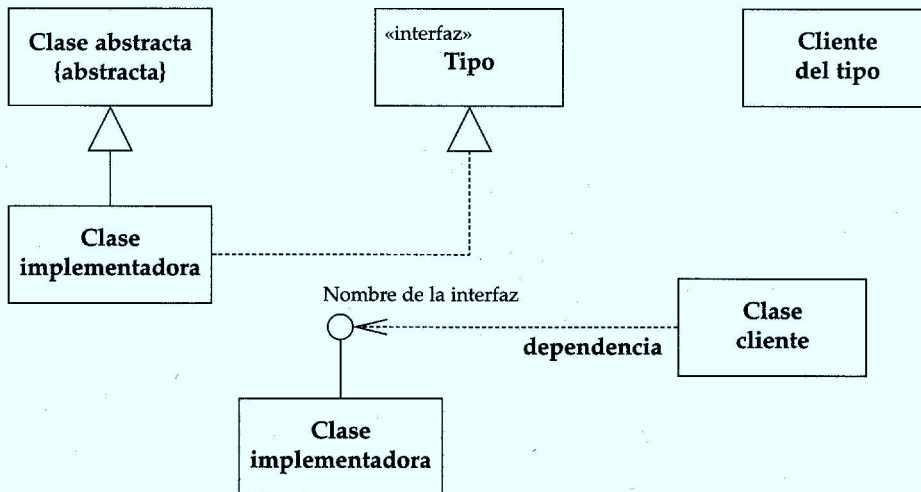 Clase abstracta
{abstracta}
«interfaz»
Tipo
Cliente
del tipo
Clase
implementadora
Nombre de la interfaz
dependencia
Clase
cliente
Clase
implementadora